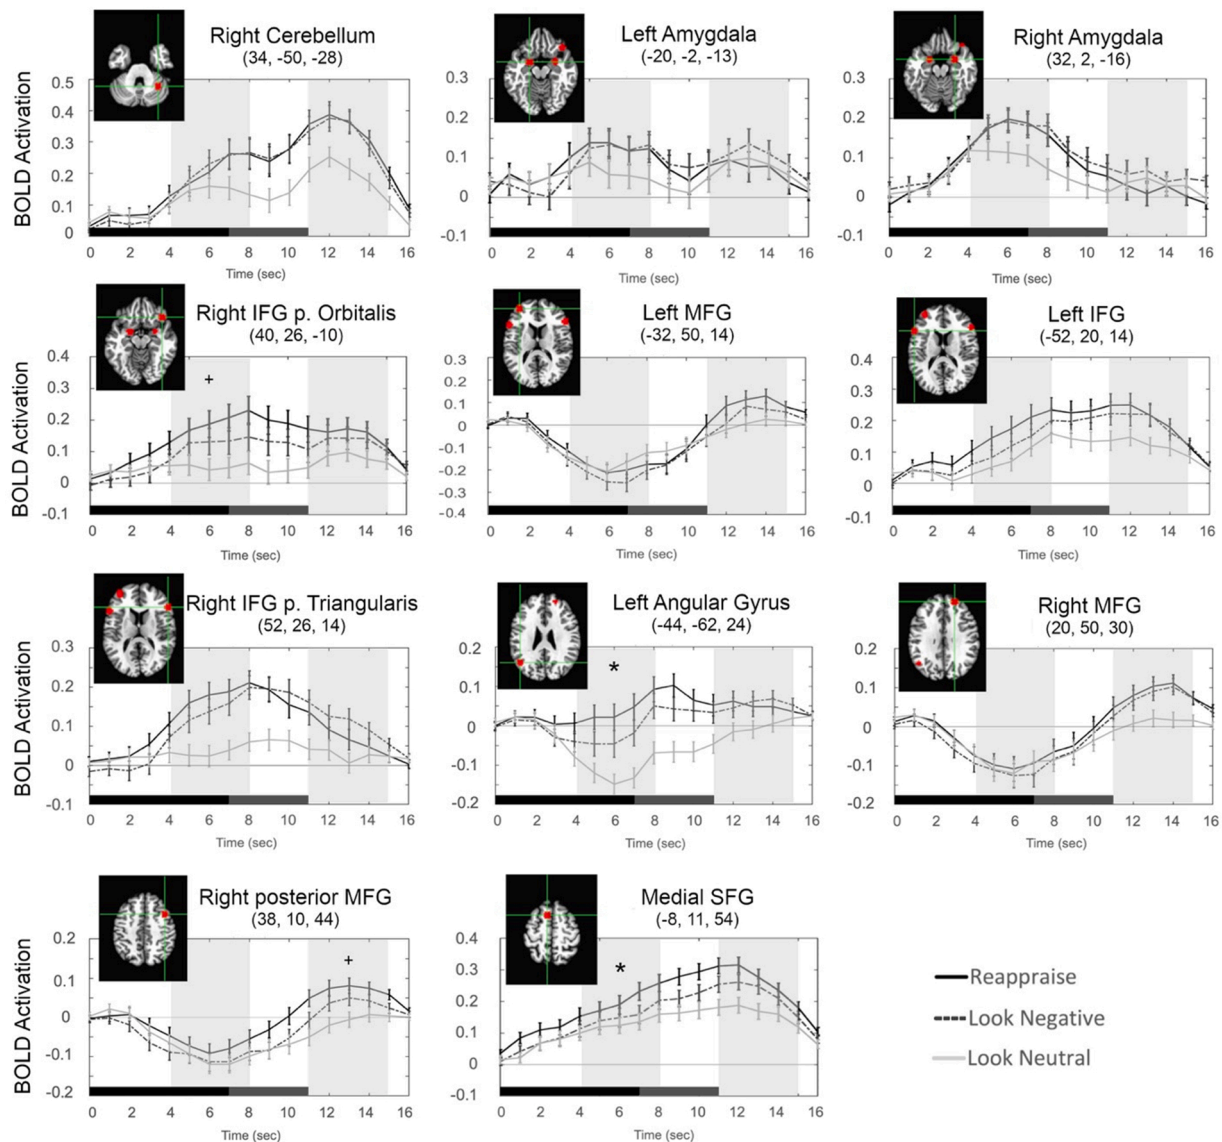 Right Cerebellum
(34, -50, -28)
BOLD Activation
0.5
0.4
0.3
0.2
0.1
0
0 2 4 6 8 10 12 14 16
Time (sec)
Left Amygdala
(-20, -2, -13)
0.3
0.2
0.1
0
-0.1
0 2 4 6 8 10 12 14 16
Time (sec)
Right Amygdala
(32, 2, -16)
0.3
0.2
0.1
0
-0.1
0 2 4 6 8 10 12 14 16
Time (sec)
Right IFG p. Orbitalis
(40, 26, -10)
BOLD Activation
0.4
0.3
+
0.2
0.1
0
-0.1
0 2 4 6 8 10 12 14 16
Time (sec)
Left MFG
(-32, 50, 14)
0.3
0.2
0.1
0
-0.1
-0.2
-0.3
-0.4
0 2 4 6 8 10 12 14 16
Time (sec)
Left IFG
(-52, 20, 14)
0.4
0.3
0.2
0.1
0
-0.1
0 2 4 6 8 10 12 14 16
Time (sec)
Right IFG p. Triangularis
(52, 26, 14)
BOLD Activation
0.3
0.2
0.1
0
-0.1
0 2 4 6 8 10 12 14 16
Time (sec)
Left Angular Gyrus
(-44, -62, 24)
0.2
*
0.1
0
-0.1
-0.2
0 2 4 6 8 10 12 14 16
Time (sec)
Right MFG
(20, 50, 30)
0.2
0.1
0
-0.1
-0.2
0 2 4 6 8 10 12 14 16
Time (sec)
Right posterior MFG
(38, 10, 44)
BOLD Activation
0.2
+
0.1
0
-0.1
-0.2
0 2 4 6 8 10 12 14 16
Time (sec)
Medial SFG
(-8, 11, 54)
0.4
0.3
*
0.2
0.1
0
-0.1
0 2 4 6 8 10 12 14 16
Time (sec)
Reappraise
Look Negative
Look Neutral